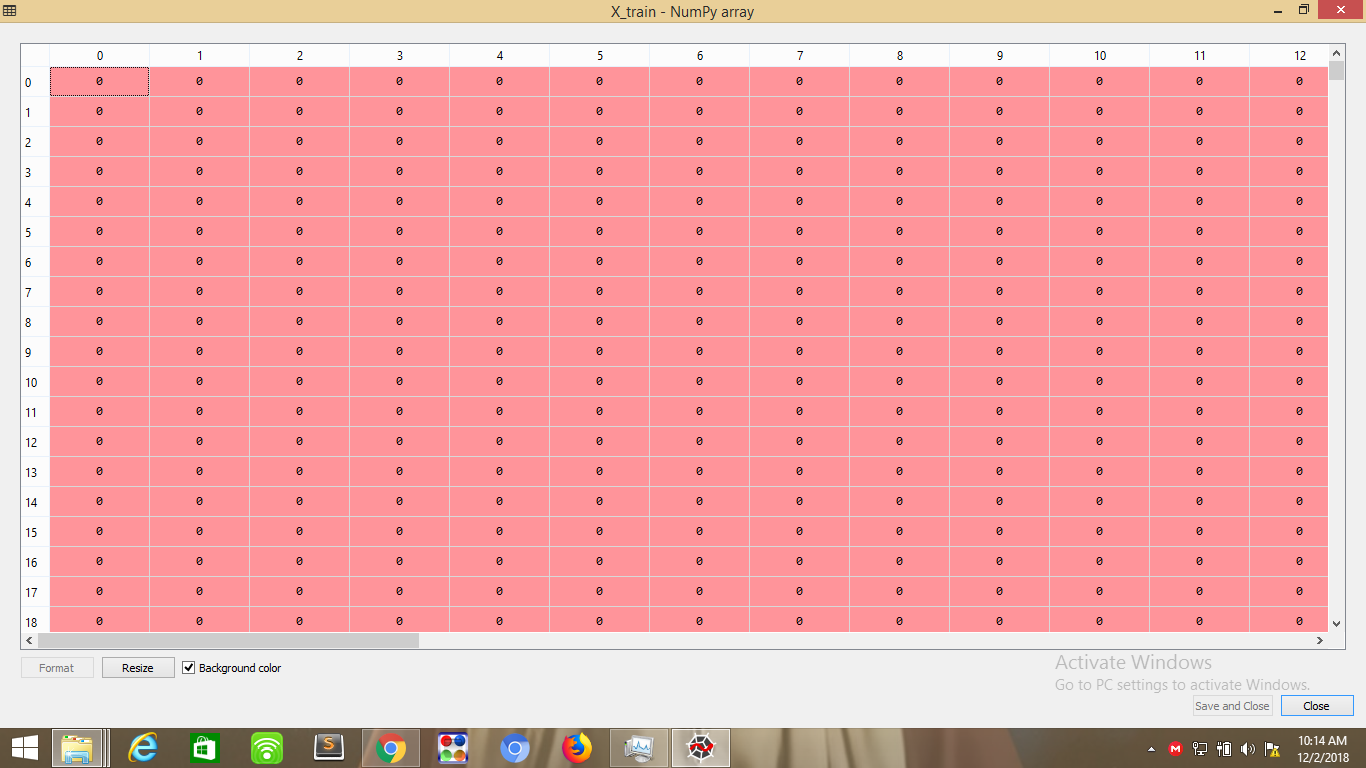 X_train - NumPy array
0 1 2 3 4 5 6 7 8 9 10 11 12
0 0 0 0 0 0 0 0 0 0 0 0 0 0
1 0 0 0 0 0 0 0 0 0 0 0 0 0
2 0 0 0 0 0 0 0 0 0 0 0 0 0
3 0 0 0 0 0 0 0 0 0 0 0 0 0
4 0 0 0 0 0 0 0 0 0 0 0 0 0
5 0 0 0 0 0 0 0 0 0 0 0 0 0
6 0 0 0 0 0 0 0 0 0 0 0 0 0
7 0 0 0 0 0 0 0 0 0 0 0 0 0
8 0 0 0 0 0 0 0 0 0 0 0 0 0
9 0 0 0 0 0 0 0 0 0 0 0 0 0
10 0 0 0 0 0 0 0 0 0 0 0 0 0
11 0 0 0 0 0 0 0 0 0 0 0 0 0
12 0 0 0 0 0 0 0 0 0 0 0 0 0
13 0 0 0 0 0 0 0 0 0 0 0 0 0
14 0 0 0 0 0 0 0 0 0 0 0 0 0
15 0 0 0 0 0 0 0 0 0 0 0 0 0
16 0 0 0 0 0 0 0 0 0 0 0 0 0
17 0 0 0 0 0 0 0 0 0 0 0 0 0
18 0 0 0 0 0 0 0 0 0 0 0 0 0
Format Resize Background color
Activate Windows
Go to PC settings to activate Windows.
Save and Close Close
S M 10:14 AM
12/2/2018